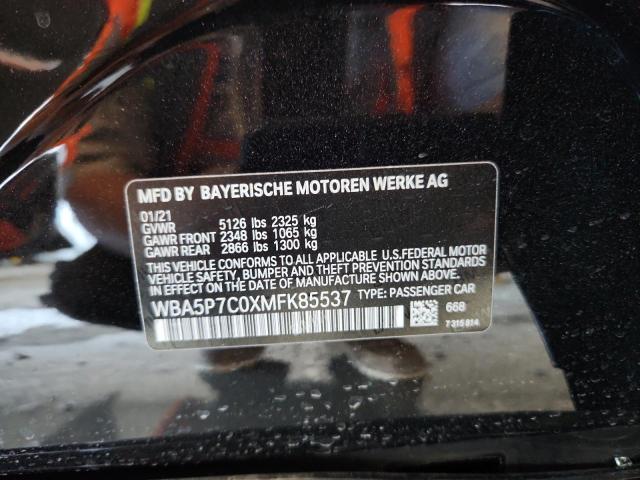 MFD BY BAYERISCHE MOTOREN WERKE AG
01/21
GVWR 5126 lbs 2325 kg
GAWR FRONT 2348 lbs 1065 kg
GAWR REAR 2866 lbs 1300 kg
THIS VEHICLE CONFORMS TO ALL APPLICABLE U.S.FEDERAL MOTOR
VEHICLE SAFETY, BUMPER AND THEFT PREVENTION STANDARDS
IN EFFECT ON THE DATE OF MANUFACTURE SHOWN ABOVE.
WBA5P7C0XMFK85537 TYPE: PASSENGER CAR
668
7315814